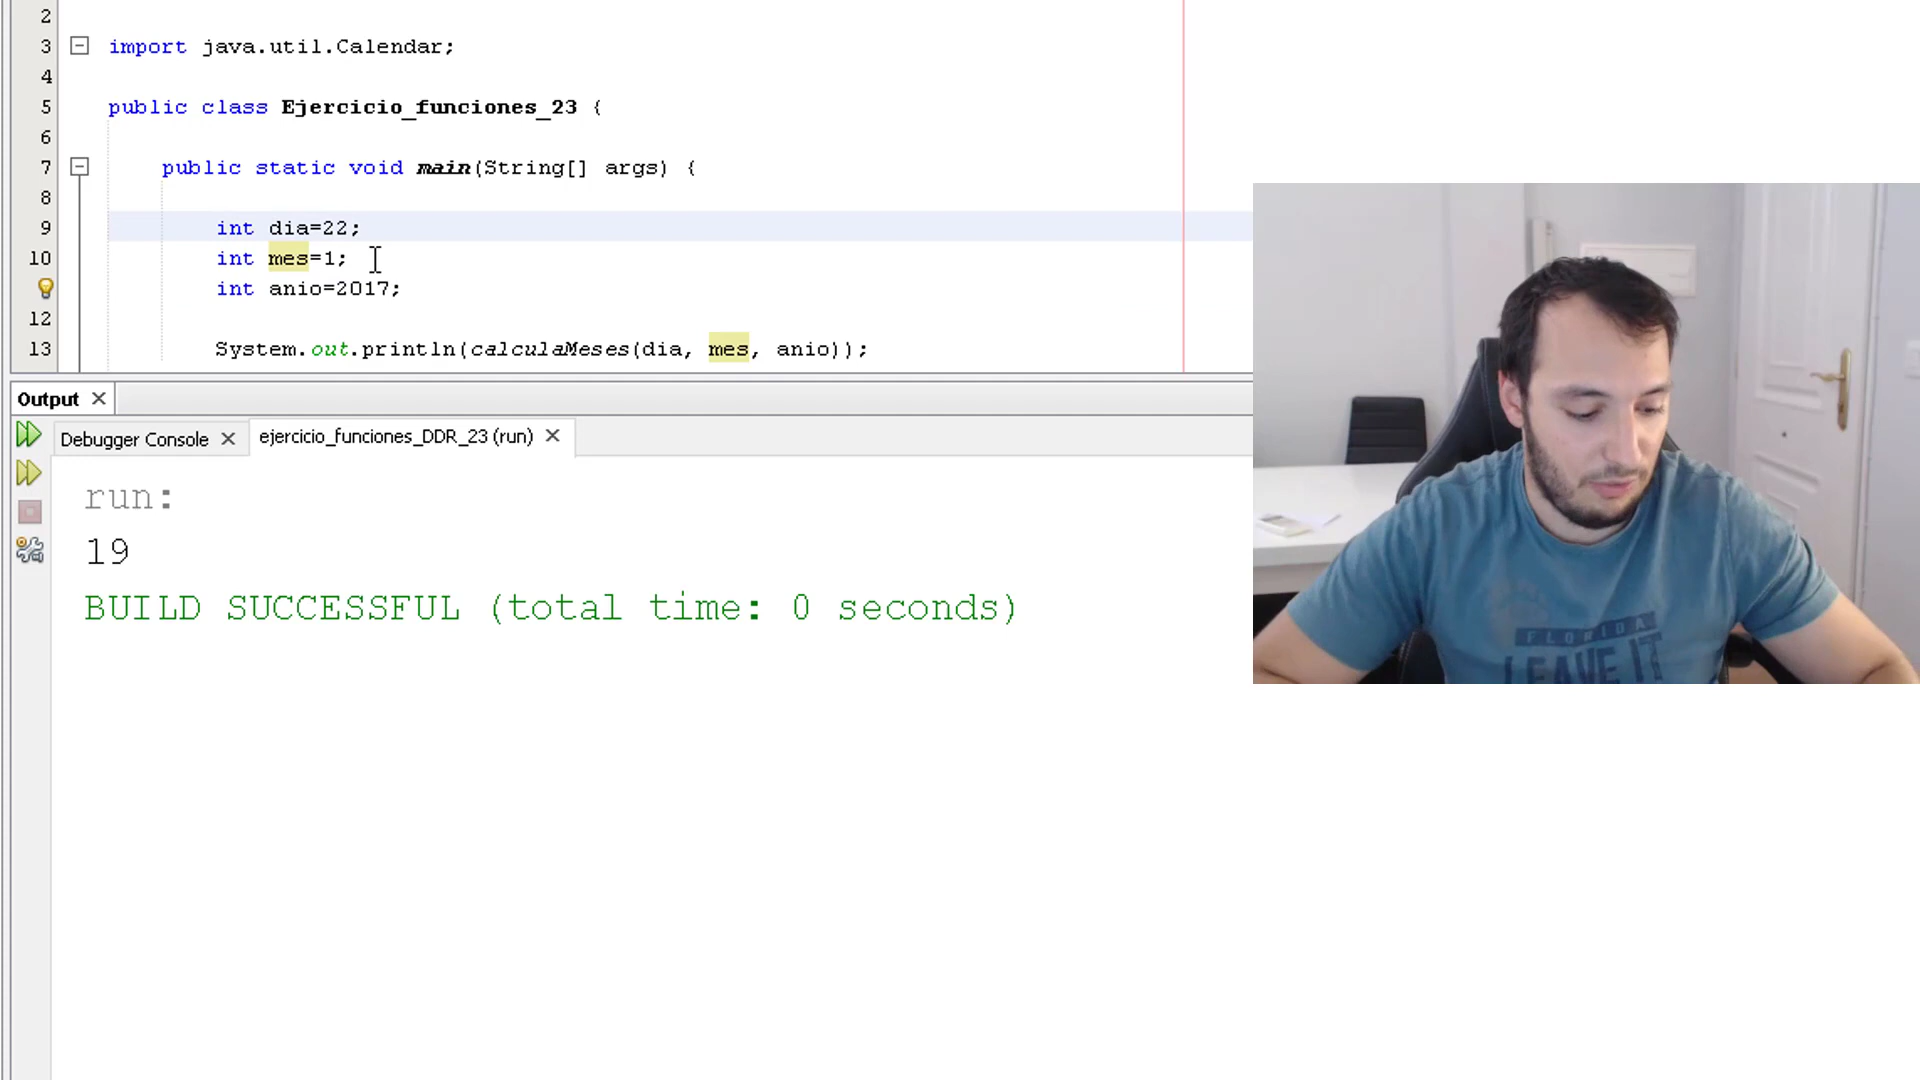 2
3 import java.util.Calendar;
4
5 public class Ejercicio_funciones_23 {
6
7 public static void main(String[] args) {
8
9 int dia=22;
10 int mes=1;
int anio=2017;
12
13 System.out.println(calculaMeses(dia, mes, anio));
Output
Debugger Console
ejercicio_funciones_DDR_23 (run)
run:
19
BUILD SUCCESSFUL (total time: 0 seconds)
FLORIDA
LEAVE IT